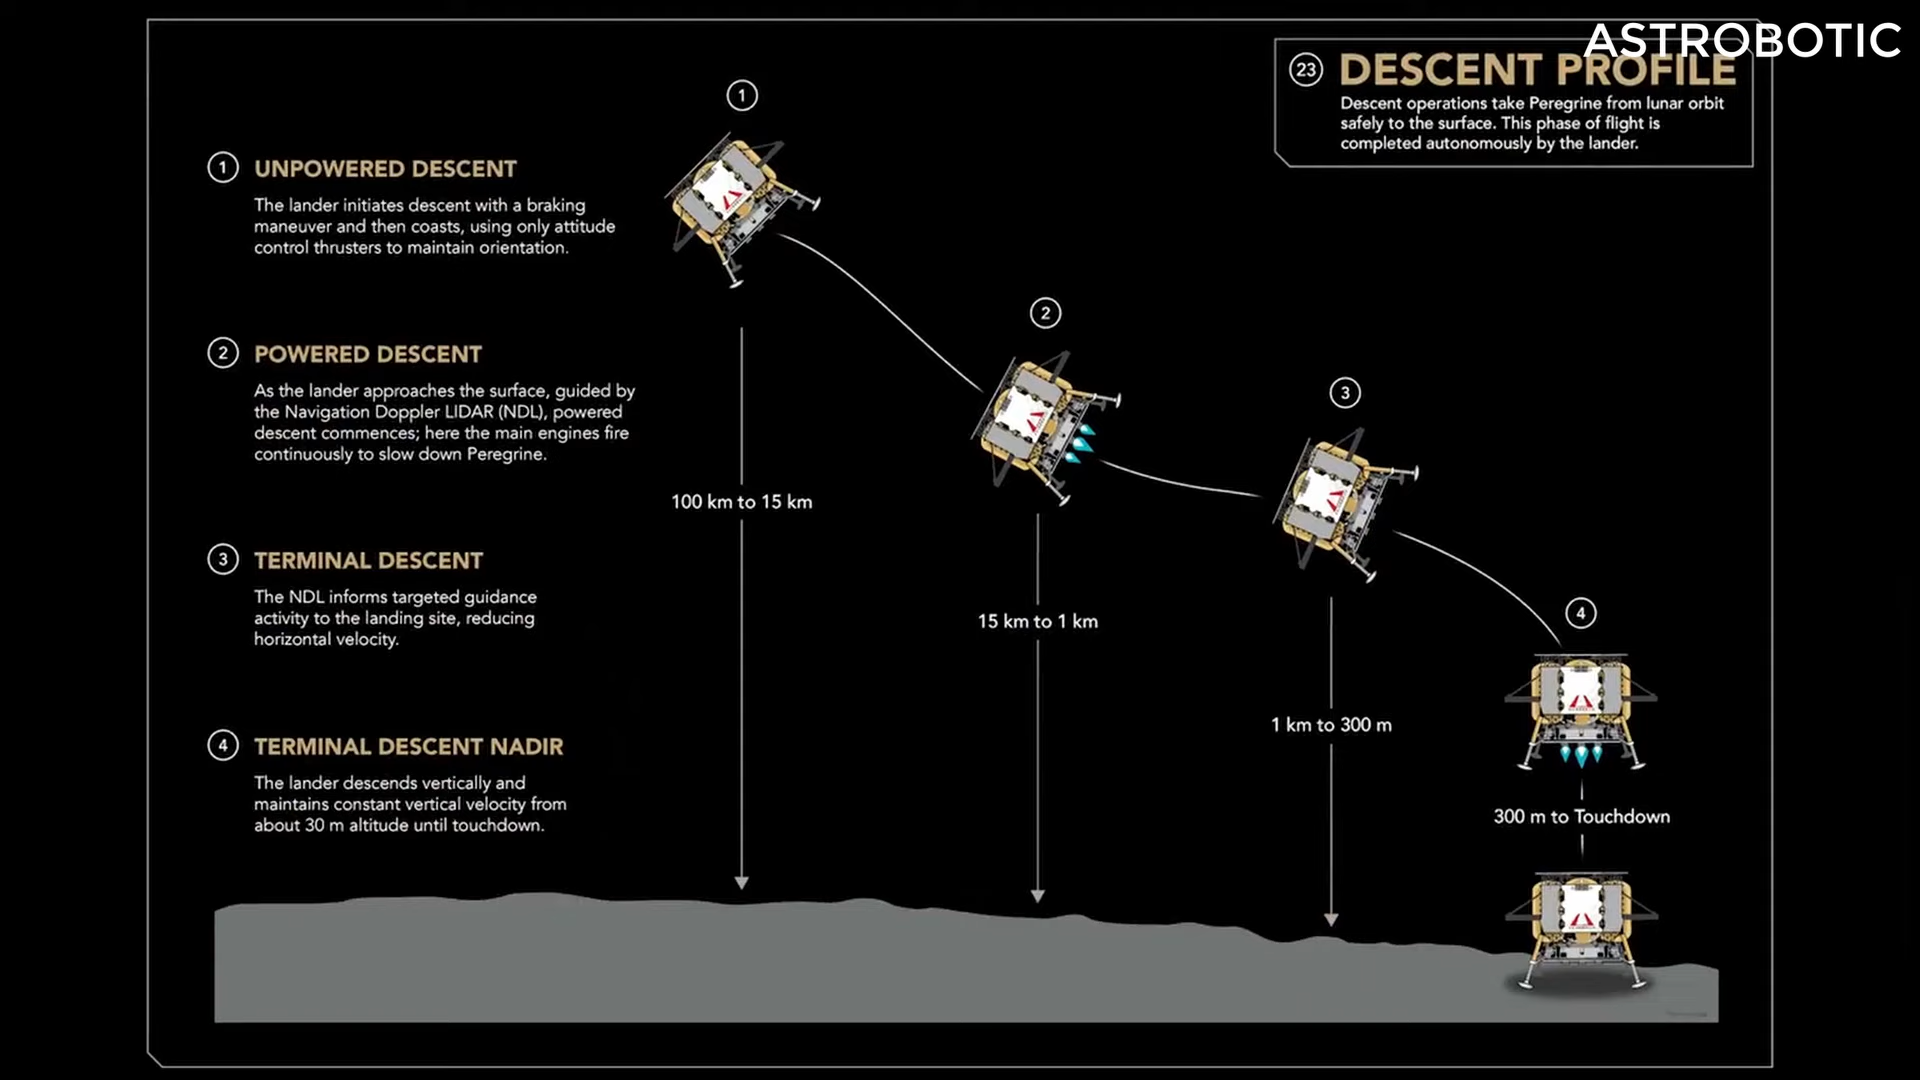 ASTROBOTIC
23 DESCENT PROFILE
Descent operations take Peregrine from lunar orbit
safely to the surface. This phase of flight is
completed autonomously by the lander.
1 UNPOWERED DESCENT
The lander initiates descent with a braking
maneuver and then coasts, using only attitude
control thrusters to maintain orientation.
2 POWERED DESCENT
As the lander approaches the surface, guided by
the Navigation Doppler LIDAR (NDL), powered
descent commences; here the main engines fire
continuously to slow down Peregrine.
3 TERMINAL DESCENT
The NDL informs targeted guidance
activity to the landing site, reducing
horizontal velocity.
4 TERMINAL DESCENT NADIR
The lander descends vertically and
maintains constant vertical velocity from
about 30 m altitude until touchdown.
1
100 km to 15 km
2
15 km to 1 km
3
1 km to 300 m
4
300 m to Touchdown